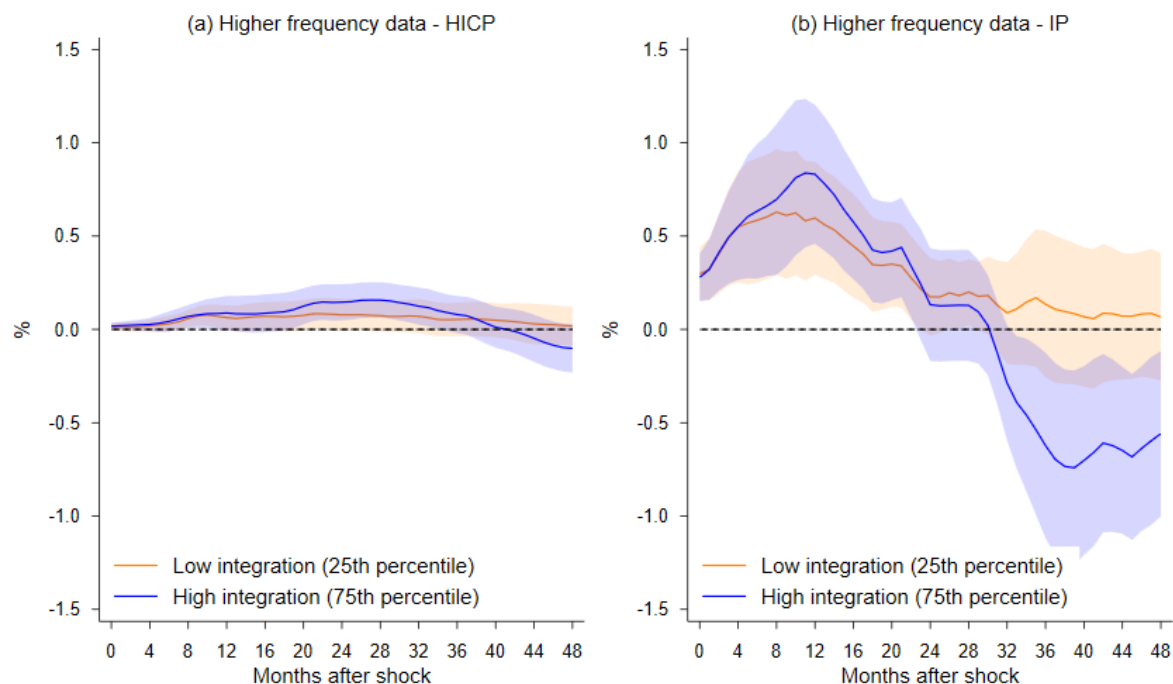 (a) Higher frequency data - HICP
1.5
1.0
0.5
0.0
-0.5
-1.0
-1.5
%
Low integration (25th percentile)
High integration (75th percentile)
0 4 8 12 16 20 24 28 32 36 40 44 48
Months after shock
(b) Higher frequency data - IP
1.5
1.0
0.5
0.0
-0.5
-1.0
-1.5
%
Low integration (25th percentile)
High integration (75th percentile)
0 4 8 12 16 20 24 28 32 36 40 44 48
Months after shock